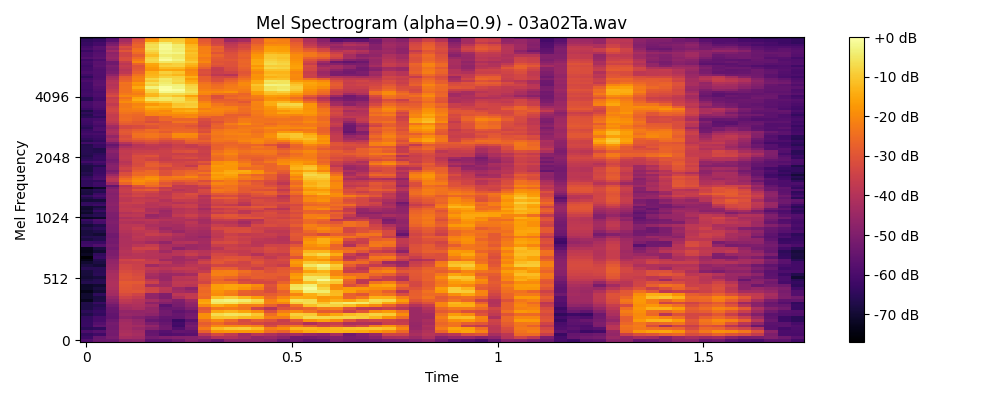 Mel Spectrogram (alpha=0.9) - 03a02Ta.wav
Mel Frequency
4096
2048
1024
512
0
0
0.5
1
1.5
Time
+0 dB
-10 dB
-20 dB
-30 dB
-40 dB
-50 dB
-60 dB
-70 dB